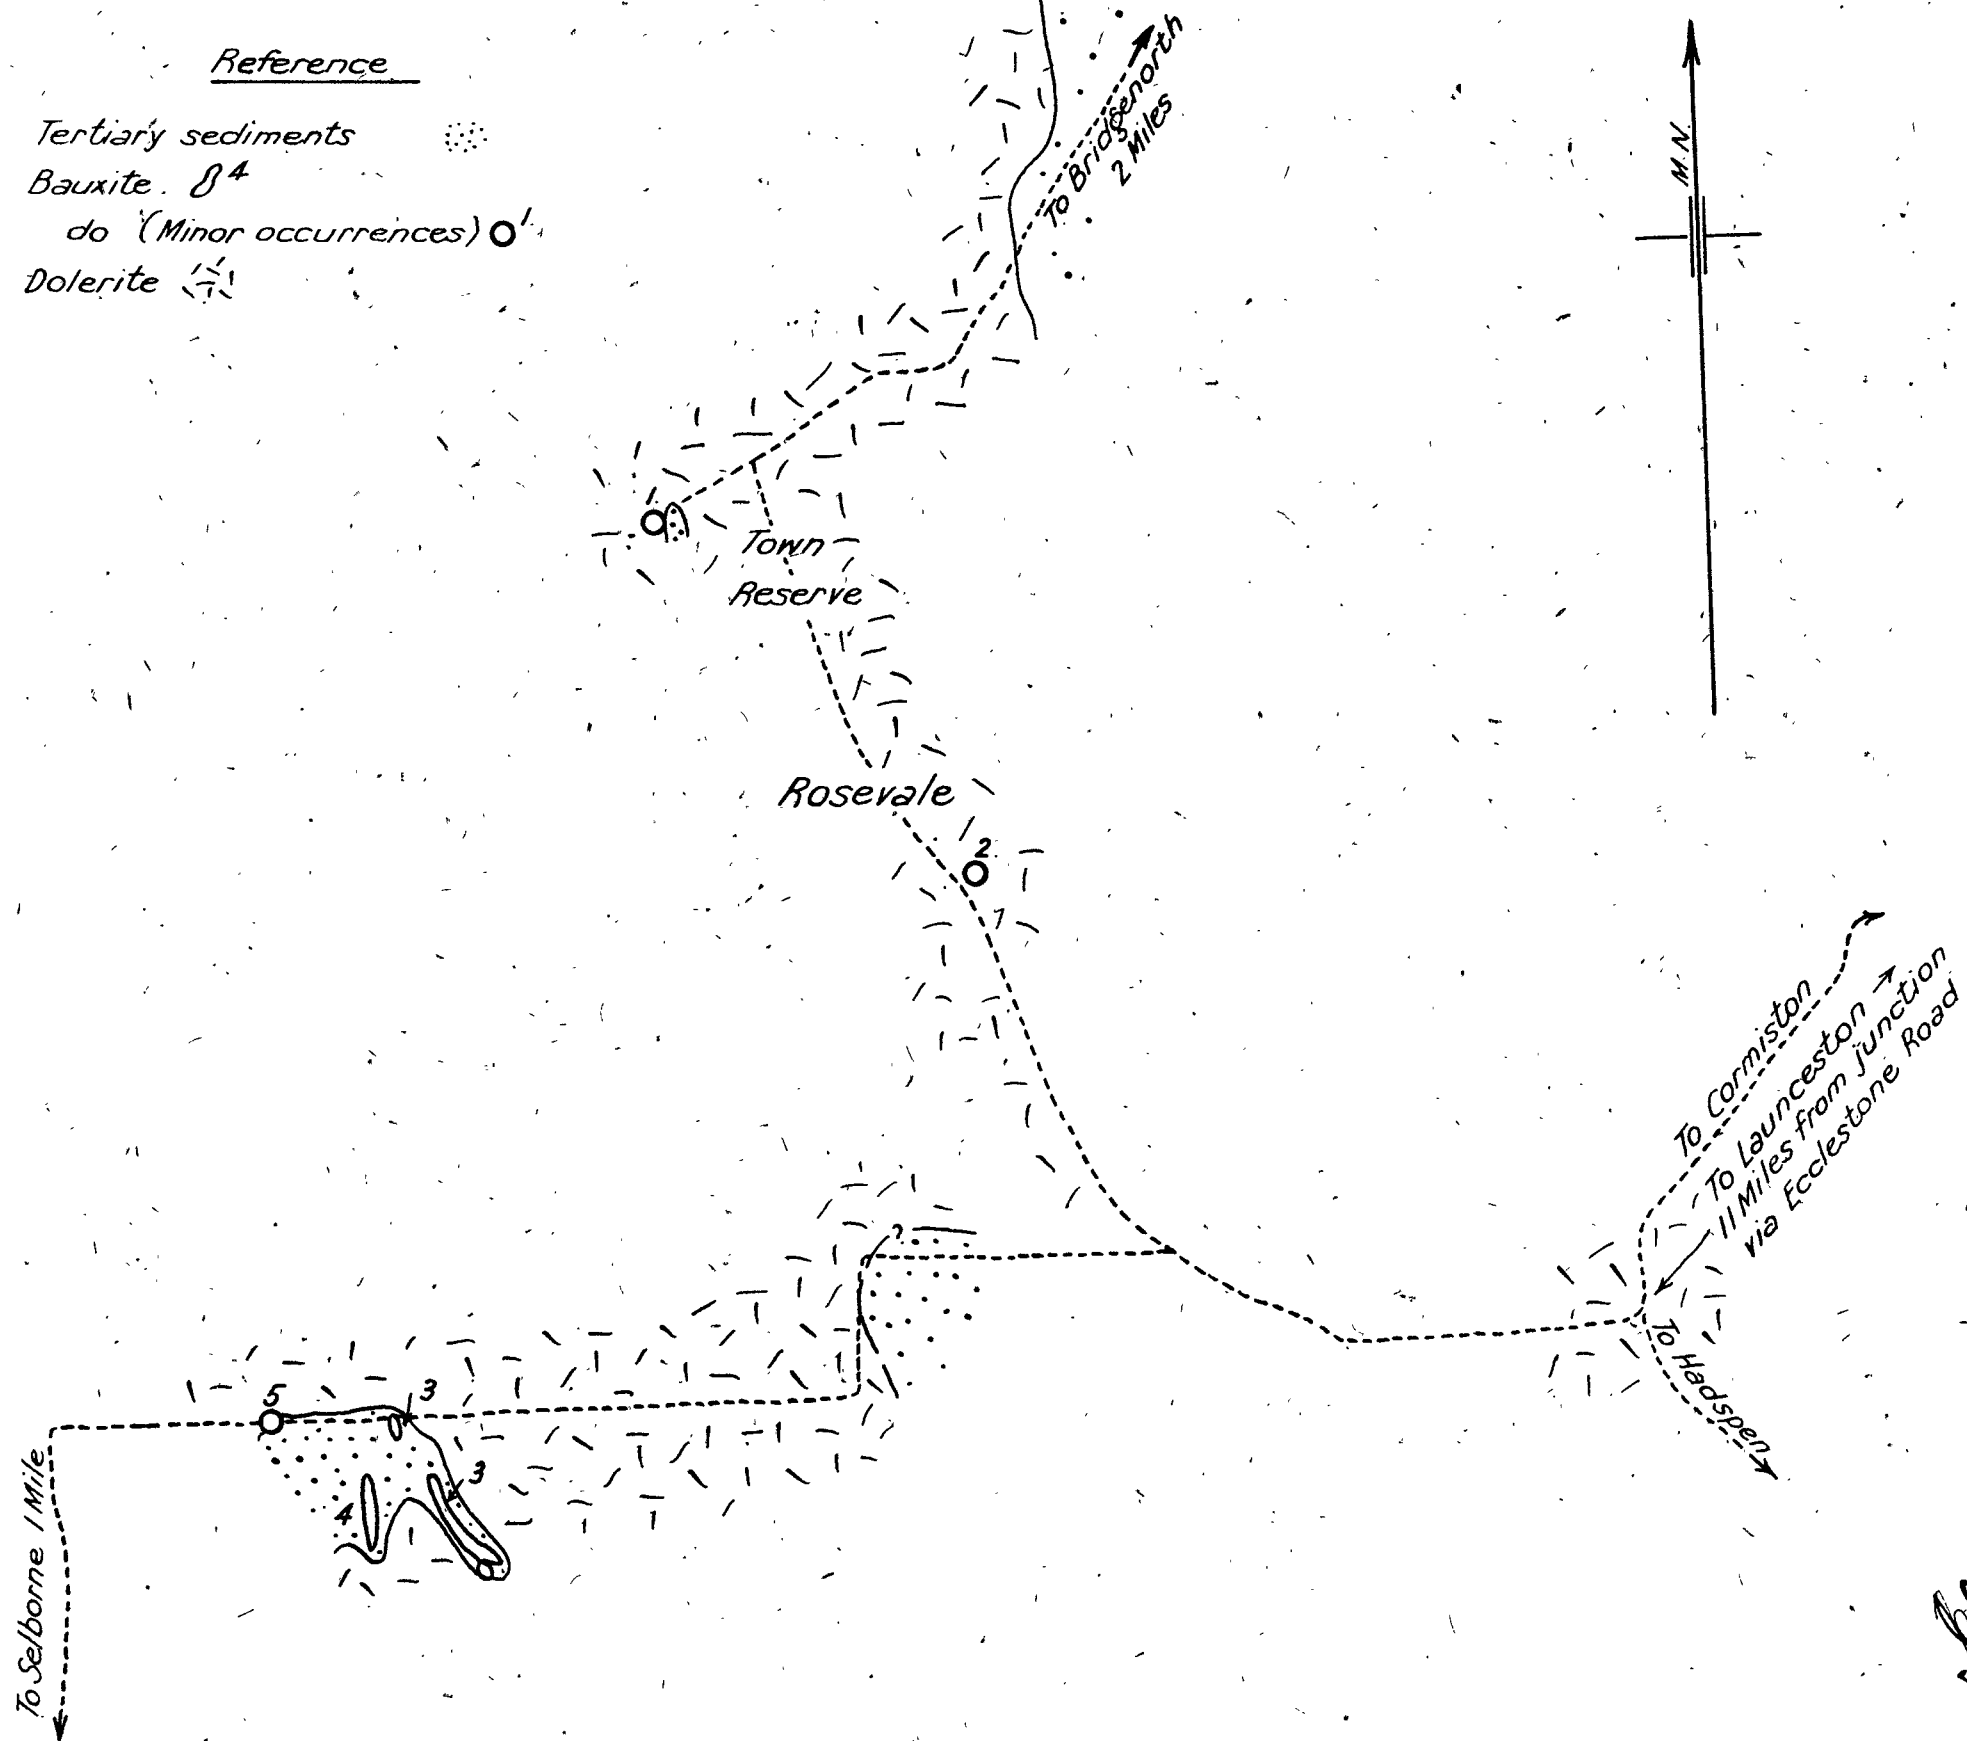 Reference
Tertiary sediments
Bauxite. 4
do (Minor occurrences) 1
Dolerite
To Bridgenorth
2 Miles
M.N.
1
Town
Reserve
Rosevale
2
To Cormiston
To Launceston
11 Miles from junction
via Ecclestone Road
?
To Hadspen
5
3
3
4
To Selborne 1 Mile